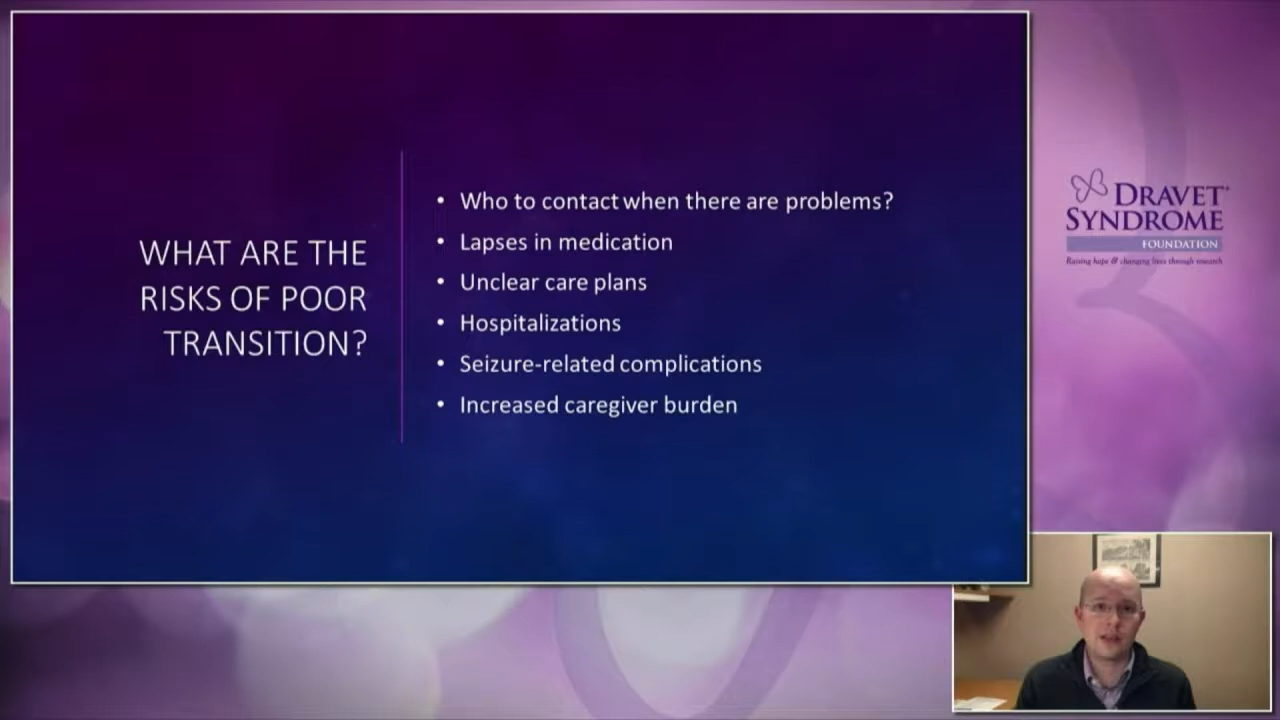 WHAT ARE THE
RISKS OF POOR
TRANSITION?
• Who to contact when there are problems?
• Lapses in medication
• Unclear care plans
• Hospitalizations
• Seizure-related complications
• Increased caregiver burden
DRAVET
SYNDROME
FOUNDATION
Raising hope & changing lives through research